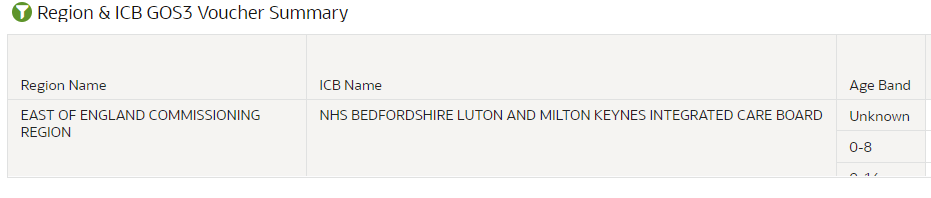 Region & ICB GOS3 Voucher Summary
Region Name
ICB Name
Age Band
EAST OF ENGLAND COMMISSIONING
REGION
NHS BEDFORDSHIRE LUTON AND MILTON KEYNES INTEGRATED CARE BOARD
Unknown
0-8